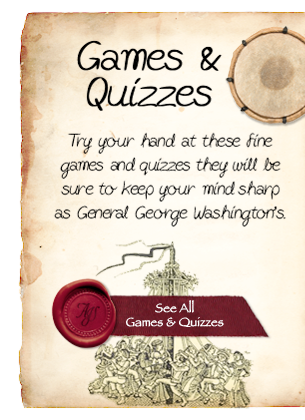 Games &
Quizzes
Try your hand at these fine
games and quizzes they will be
sure to keep your mind sharp
as General George Washington's.
See All
Games & Quizzes